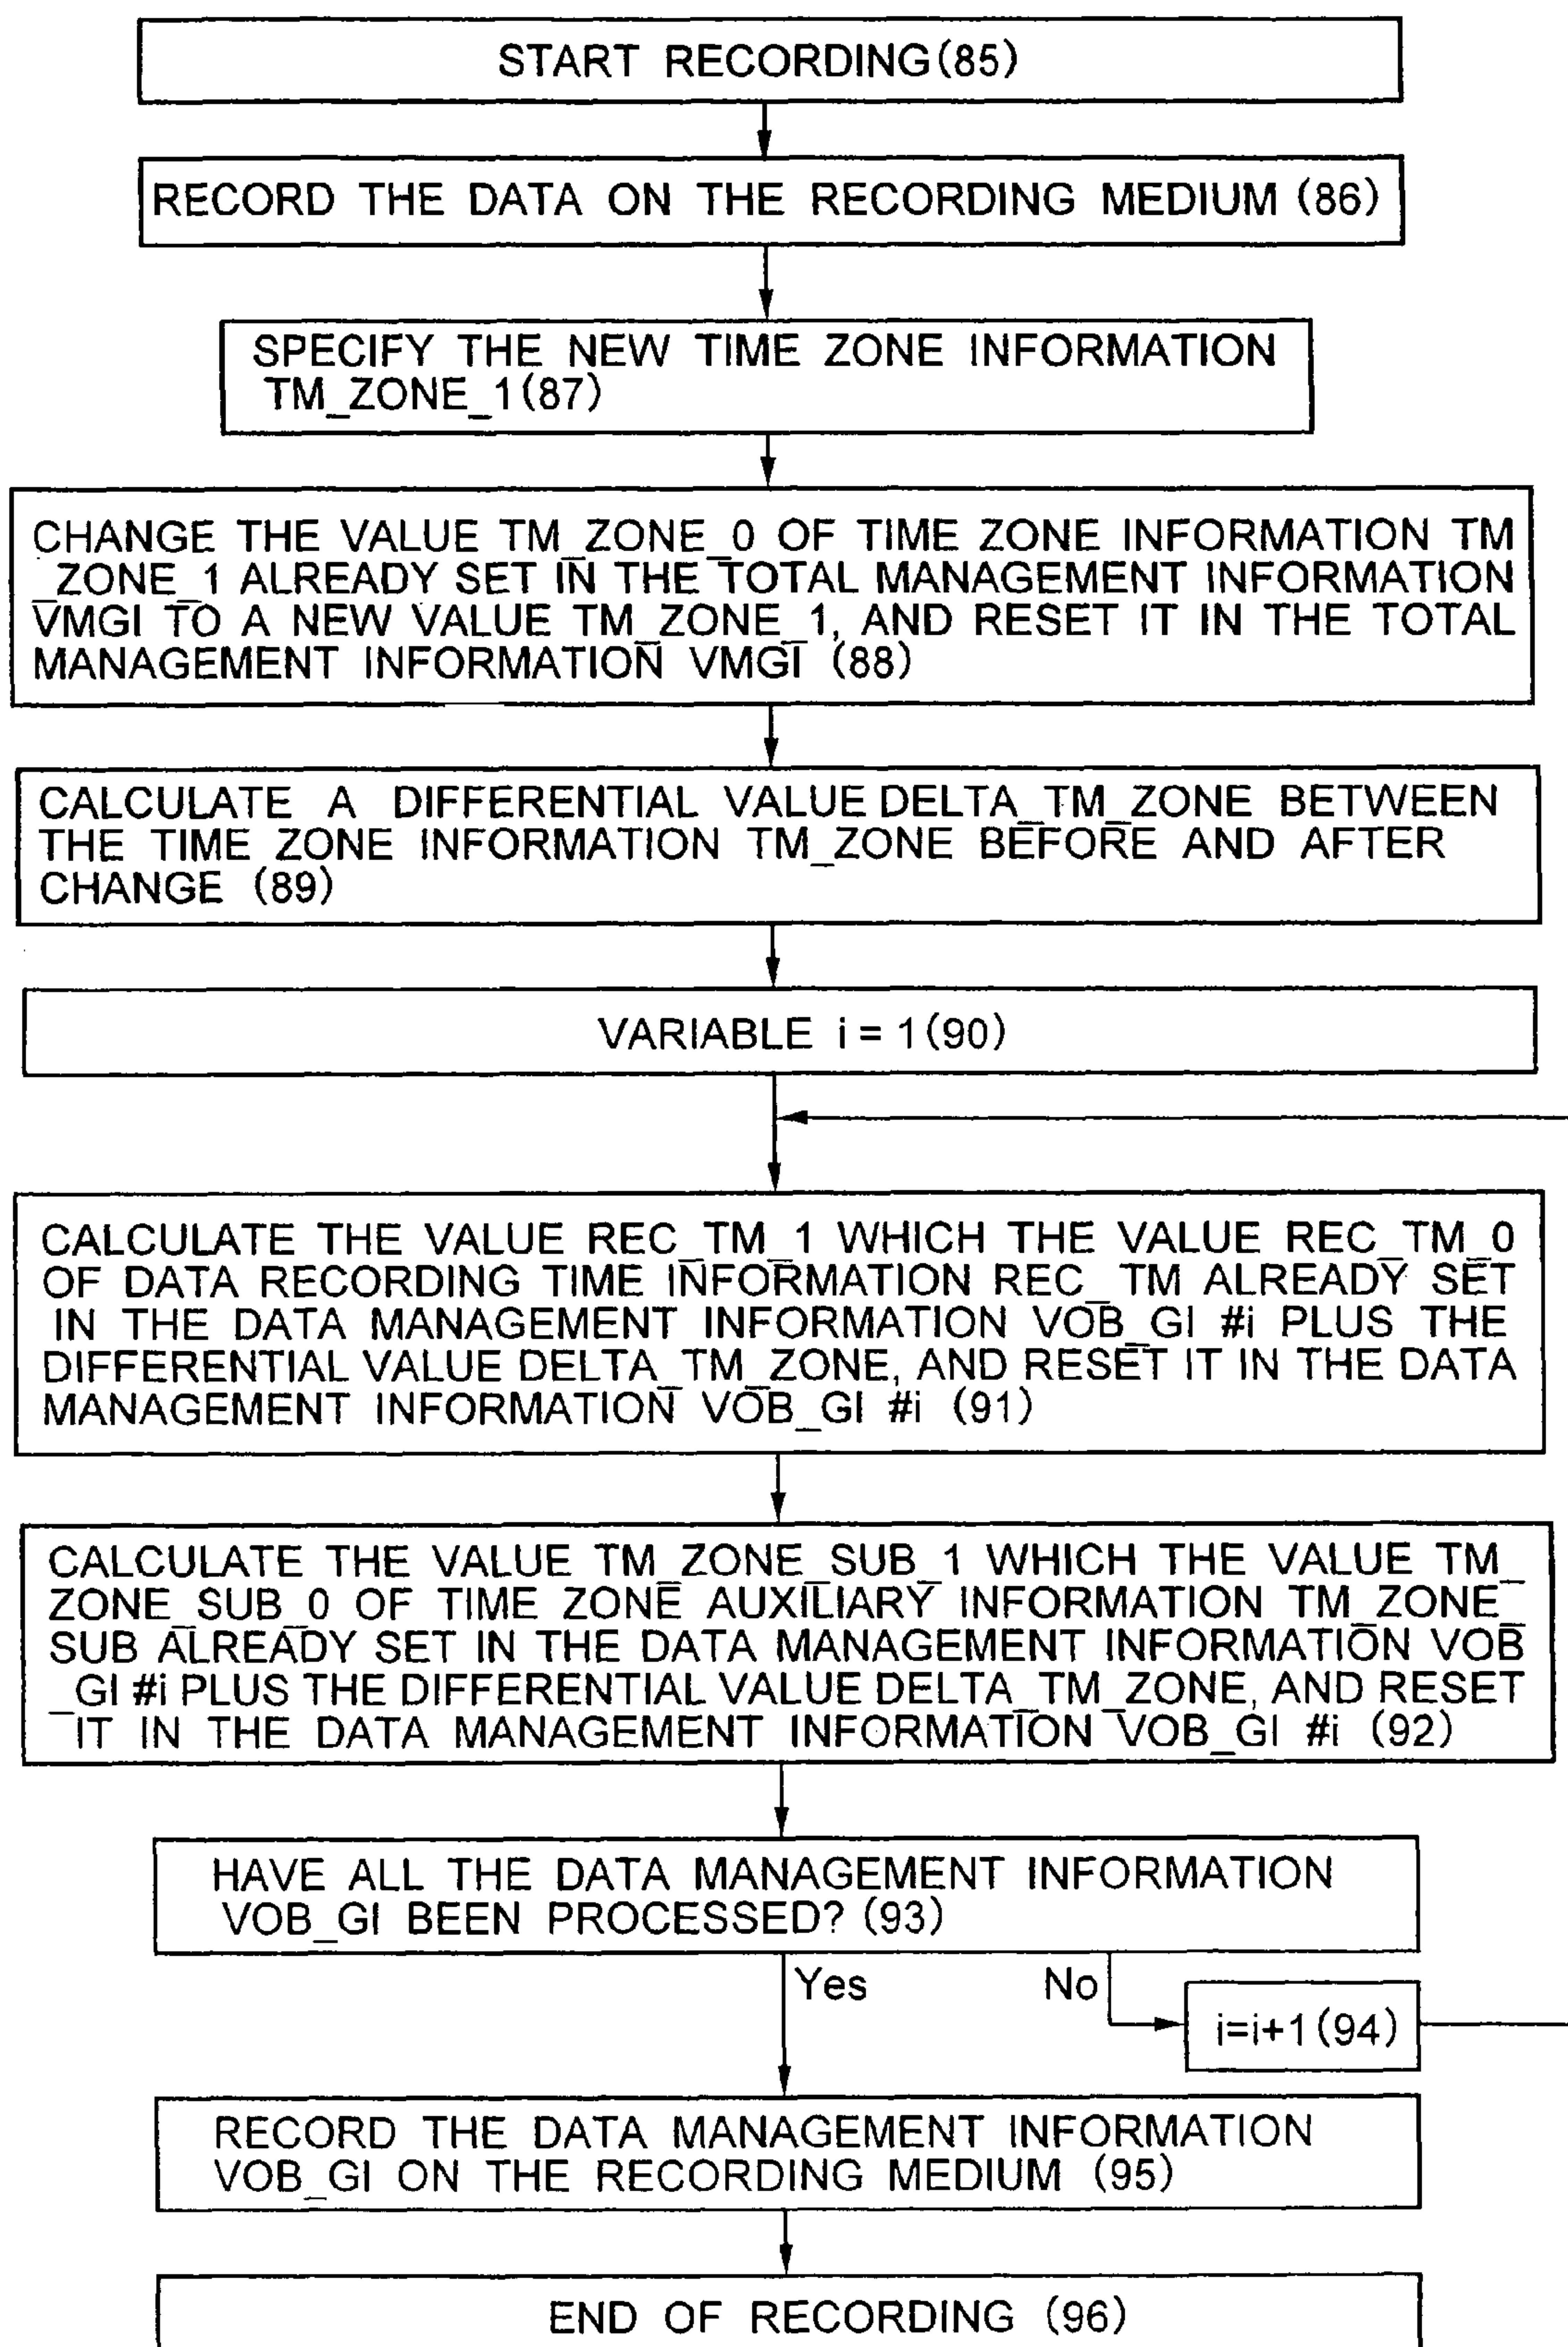 START RECORDING(85)
RECORD THE DATA ON THE RECORDING MEDIUM (86)
SPECIFY THE NEW TIME ZONE INFORMATION
TM_ZONE_1(87)
CHANGE THE VALUE TM_ZONE_0 OF TIME ZONE INFORMATION TM
_ZONE_1 ALREADY SET IN THE TOTAL MANAGEMENT INFORMATION
VMGI TO A NEW VALUE TM_ZONE_1, AND RESET IT IN THE TOTAL
MANAGEMENT INFORMATION VMGI (88)
CALCULATE A DIFFERENTIAL VALUE DELTA_TM_ZONE BETWEEN
THE TIME ZONE INFORMATION TM_ZONE BEFORE AND AFTER
CHANGE (89)
VARIABLE i = 1(90)
CALCULATE THE VALUE REC_TM_1 WHICH THE VALUE REC_TM_0
OF DATA RECORDING TIME INFORMATION REC_TM ALREADY SET
IN THE DATA MANAGEMENT INFORMATION VOB_GI #i PLUS THE
DIFFERENTIAL VALUE DELTA_TM_ZONE, AND RESET IT IN THE DATA
MANAGEMENT INFORMATION VOB_GI #i (91)
CALCULATE THE VALUE TM_ZONE_SUB_1 WHICH THE VALUE TM_
ZONE_SUB_0 OF TIME ZONE AUXILIARY INFORMATION TM_ZONE_
SUB ALREADY SET IN THE DATA MANAGEMENT INFORMATION VOB
_GI #i PLUS THE DIFFERENTIAL VALUE DELTA_TM_ZONE, AND RESET
IT IN THE DATA MANAGEMENT INFORMATION VOB_GI #i (92)
HAVE ALL THE DATA MANAGEMENT INFORMATION
VOB_GI BEEN PROCESSED? (93)
Yes No
i=i+1(94)
RECORD THE DATA MANAGEMENT INFORMATION
VOB_GI ON THE RECORDING MEDIUM (95)
END OF RECORDING (96)